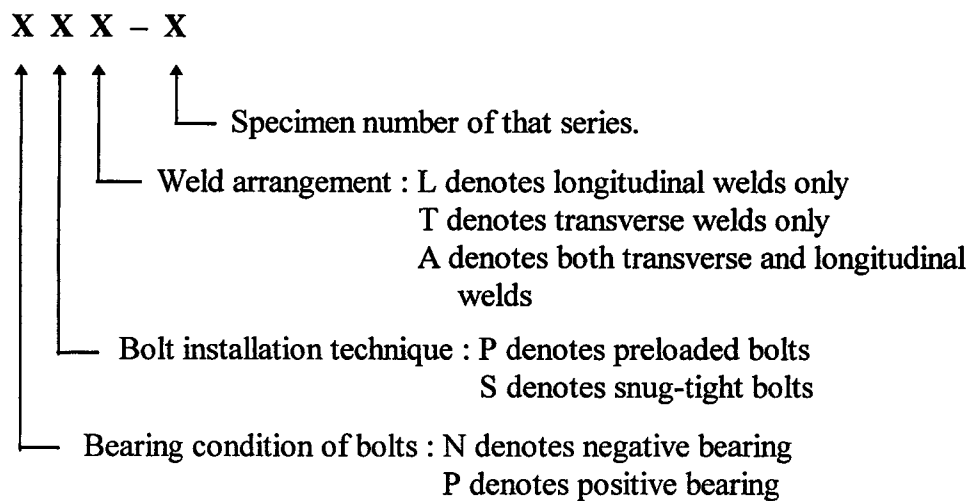 X X X – X
Specimen number of that series.
Weld arrangement : L denotes longitudinal welds only
T denotes transverse welds only
A denotes both transverse and longitudinal
welds
Bolt installation technique : P denotes preloaded bolts
S denotes snug-tight bolts
Bearing condition of bolts : N denotes negative bearing
P denotes positive bearing